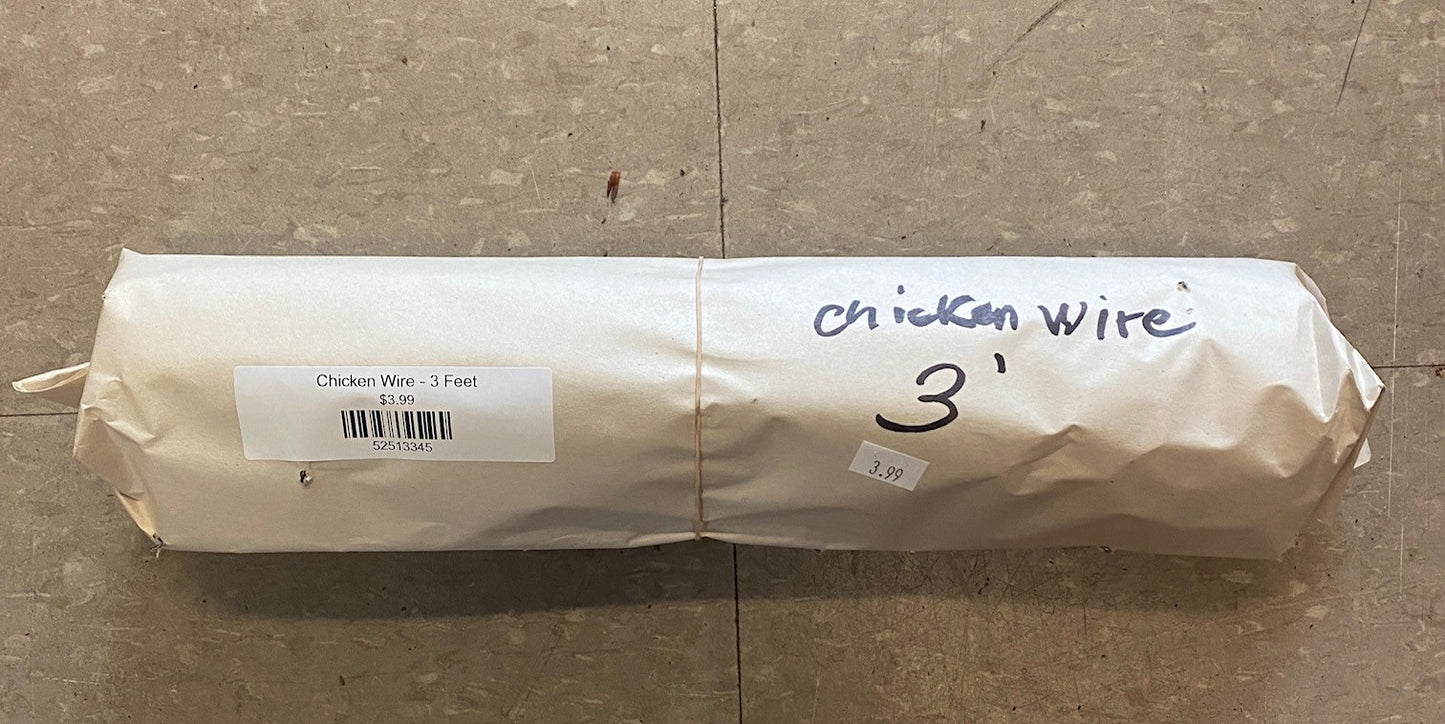 Chicken Wire - 3 Feet
$3.99
52513345
chicken wire
3'
3.99